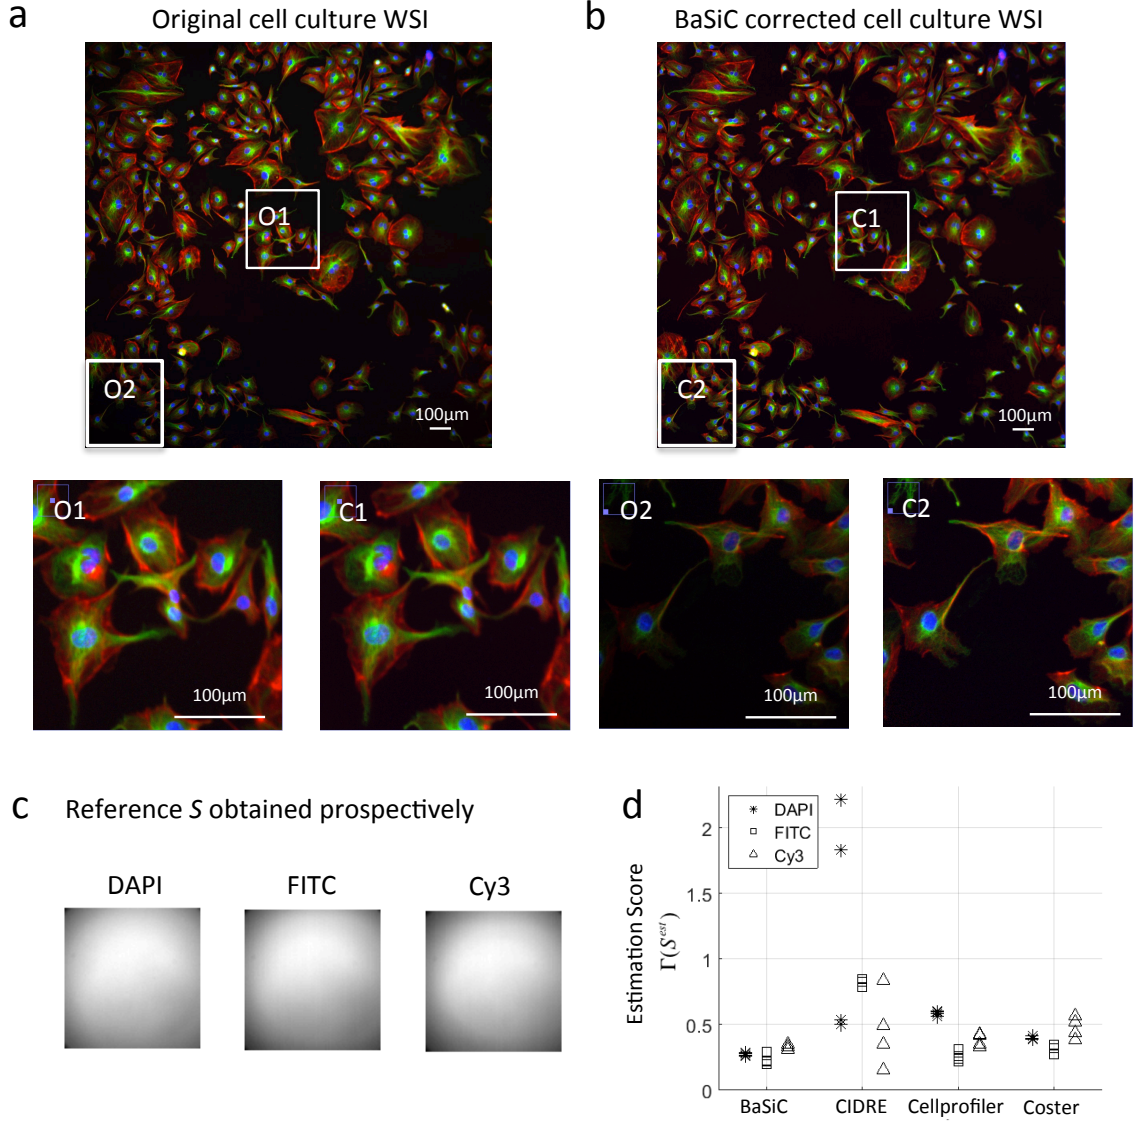 a
Original cell culture WSI
b
BaSiC corrected cell culture WSI
O1
O2
100μm
C1
C2
100μm
O1
100μm
C1
100μm
O2
100μm
C2
100μm
c
Reference S obtained prospectively
DAPI
FITC
Cy3
d
Estimation Score
Γ(S^est)
DAPI
FITC
Cy3
2
1.5
1
0.5
0
BaSiC
CIDRE
Cellprofiler
Coster